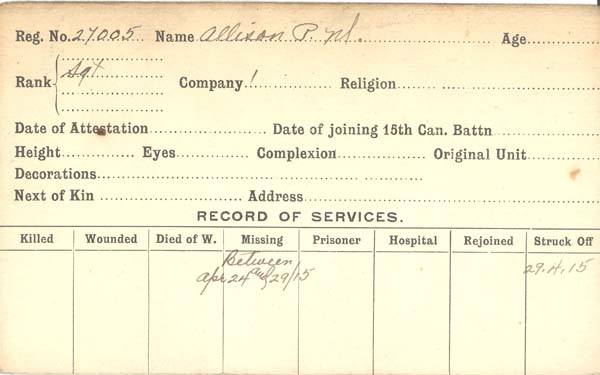 Reg. No. 27005 Name Allison P. M. Age
Sgt
Rank Company 1 Religion
Date of Attestation Date of joining 15th Can. Battn
Height Eyes Complexion Original Unit
Decorations
Next of Kin Address
RECORD OF SERVICES.
Killed Wounded Died of W. Missing Prisoner Hospital Rejoined Struck Off
Between 29.4.15
Apr 24th 29/15